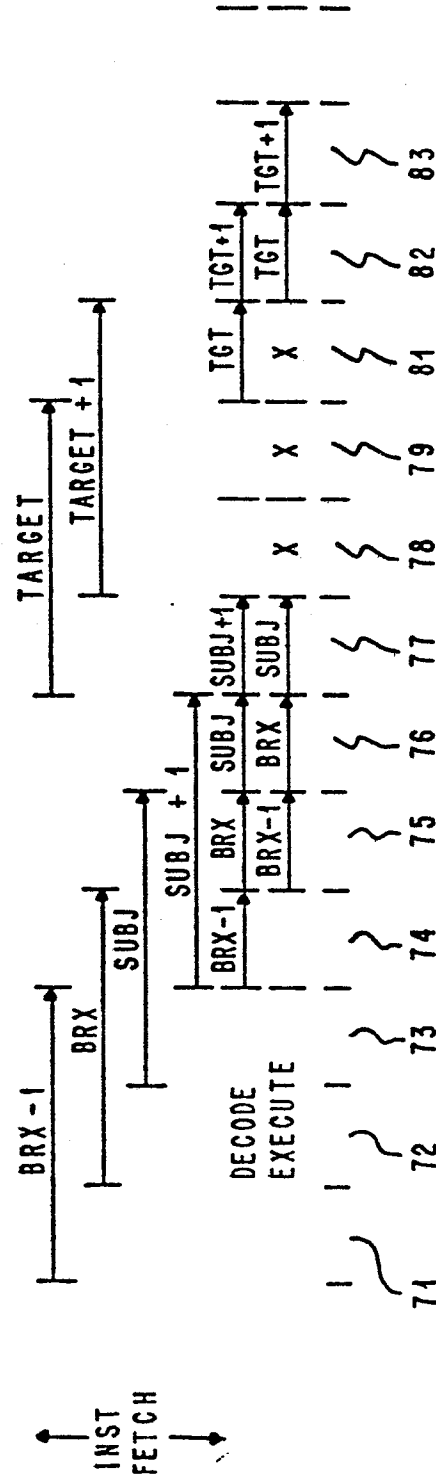 INST
FETCH
BRX-1
BRX
SUBJ
SUBJ + 1
TARGET
TARGET + 1
DECODE
BRX-1
BRX
SUBJ
SUBJ+1
TGT
TGT+1
EXECUTE
BRX-1
BRX
SUBJ
X
X
X
TGT
TGT+1
71
72
73
74
75
76
77
78
79
81
82
83